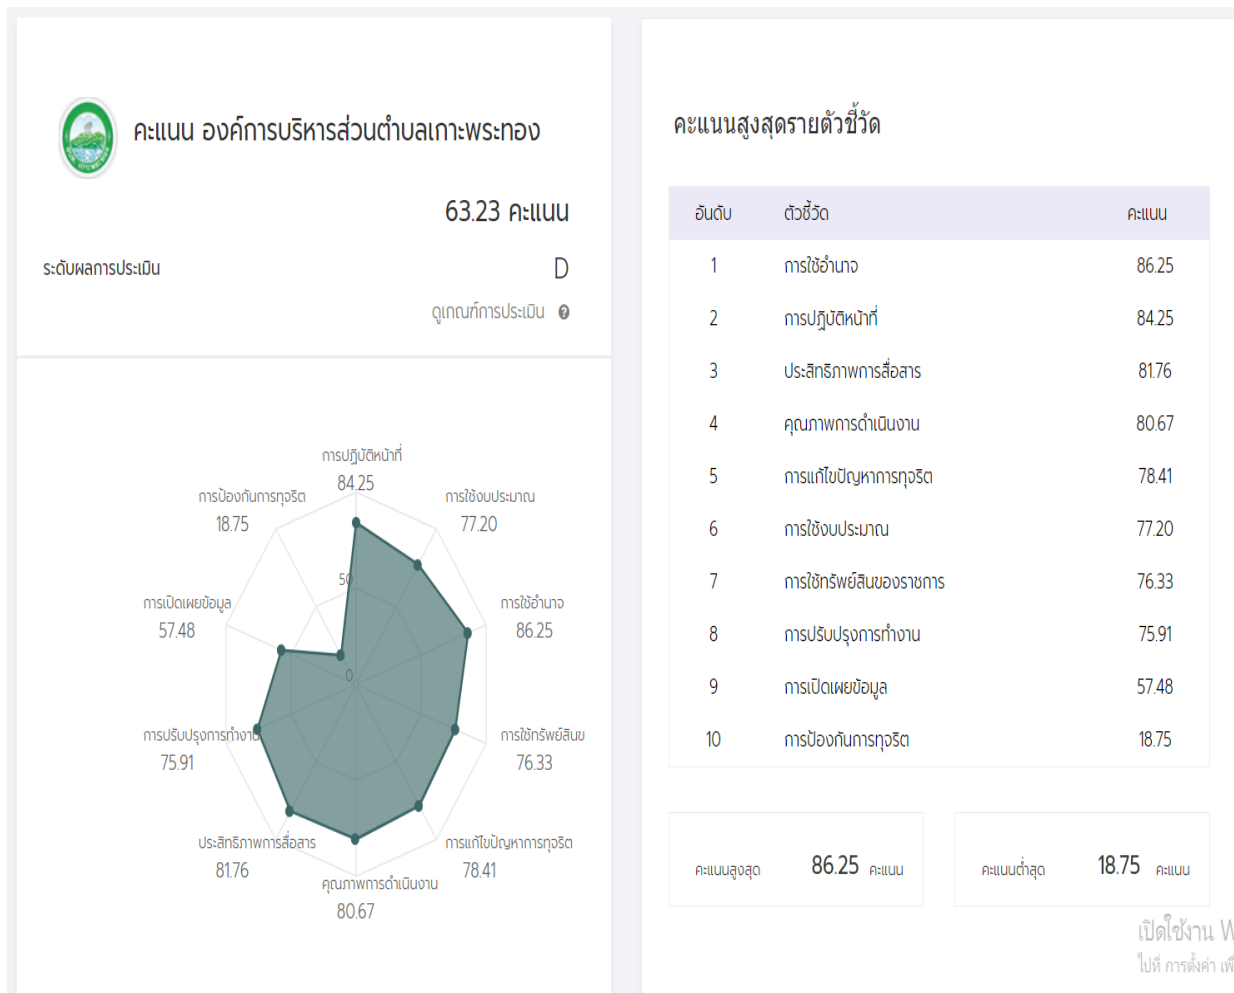 คะแนน องค์การบริหารส่วนตำบลเกาะพระทอง
63.23 คะแนน
ระดับผลการประเมิน D
ดูเกณฑ์การประเมิน
การปฏิบัติหน้าที่
84.25
การป้องกันการทุจริต
18.75
การใช้งบประมาณ
77.20
50
การเปิดเผยข้อมูล
57.48
การใช้อำนาจ
86.25
0
การปรับปรุงการทำงาน
75.91
การใช้ทรัพย์สินข
76.33
ประสิทธิภาพการสื่อสาร
81.76
การแก้ไขปัญหาการทุจริต
78.41
คุณภาพการดำเนินงาน
80.67
คะแนนสูงสุดรายตัวชี้วัด
อันดับ ตัวชี้วัด คะแนน
1 การใช้อำนาจ 86.25
2 การปฏิบัติหน้าที่ 84.25
3 ประสิทธิภาพการสื่อสาร 81.76
4 คุณภาพการดำเนินงาน 80.67
5 การแก้ไขปัญหาการทุจริต 78.41
6 การใช้งบประมาณ 77.20
7 การใช้ทรัพย์สินของราชการ 76.33
8 การปรับปรุงการทำงาน 75.91
9 การเปิดเผยข้อมูล 57.48
10 การป้องกันการทุจริต 18.75
คะแนนสูงสุด 86.25 คะแนน
คะแนนต่ำสุด 18.75 คะแนน
เปิดใช้งาน W
ไปที่ การตั้งค่า เพื